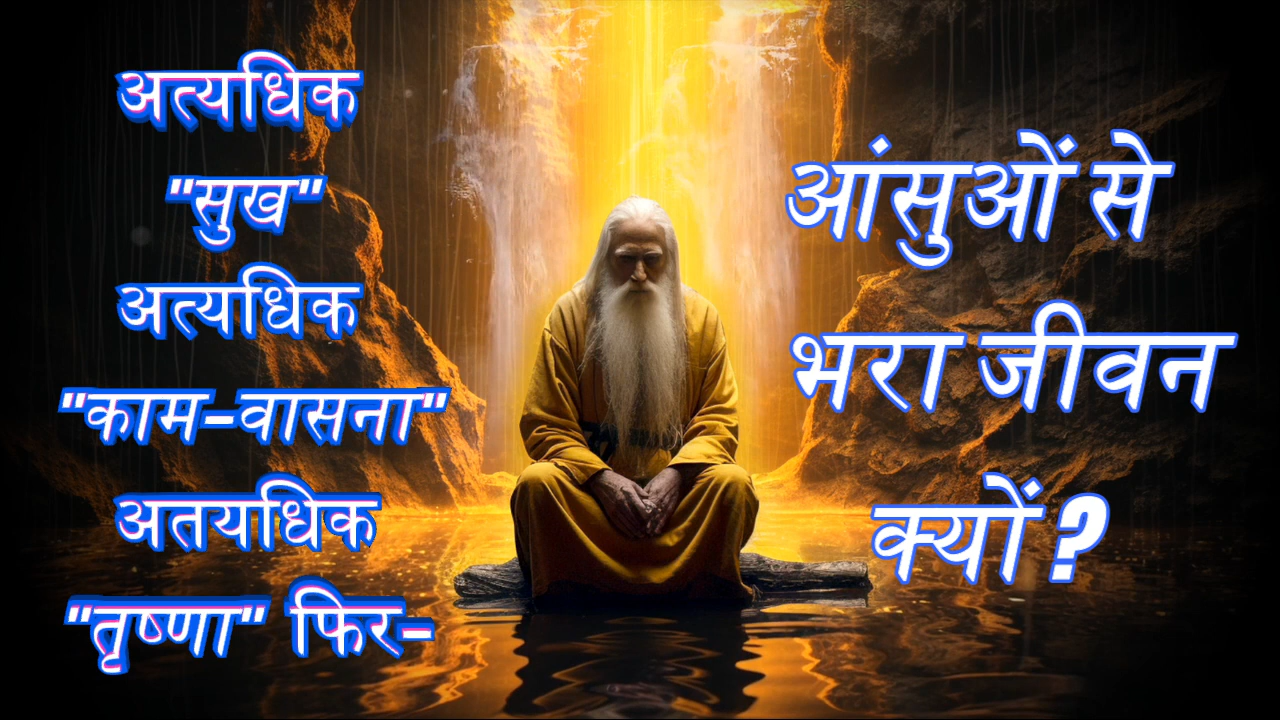 अत्यधिक
"सुख"
अत्यधिक
"काम-वासना"
अतयधिक
"तृष्णा" फिर-
आंसुओं से
भरा जीवन
क्यों ?